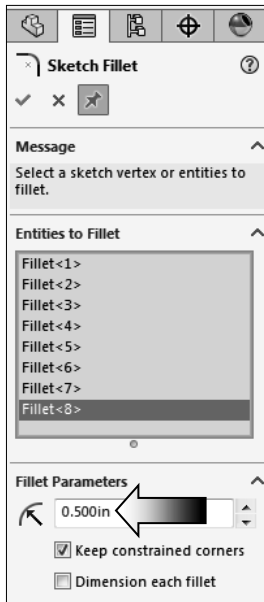 Sketch Fillet
Message
Select a sketch vertex or entities to
fillet.
Entities to Fillet
Fillet<1>
Fillet<2>
Fillet<3>
Fillet<4>
Fillet<5>
Fillet<6>
Fillet<7>
Fillet<8>
Fillet Parameters
0.500in
Keep constrained corners
Dimension each fillet